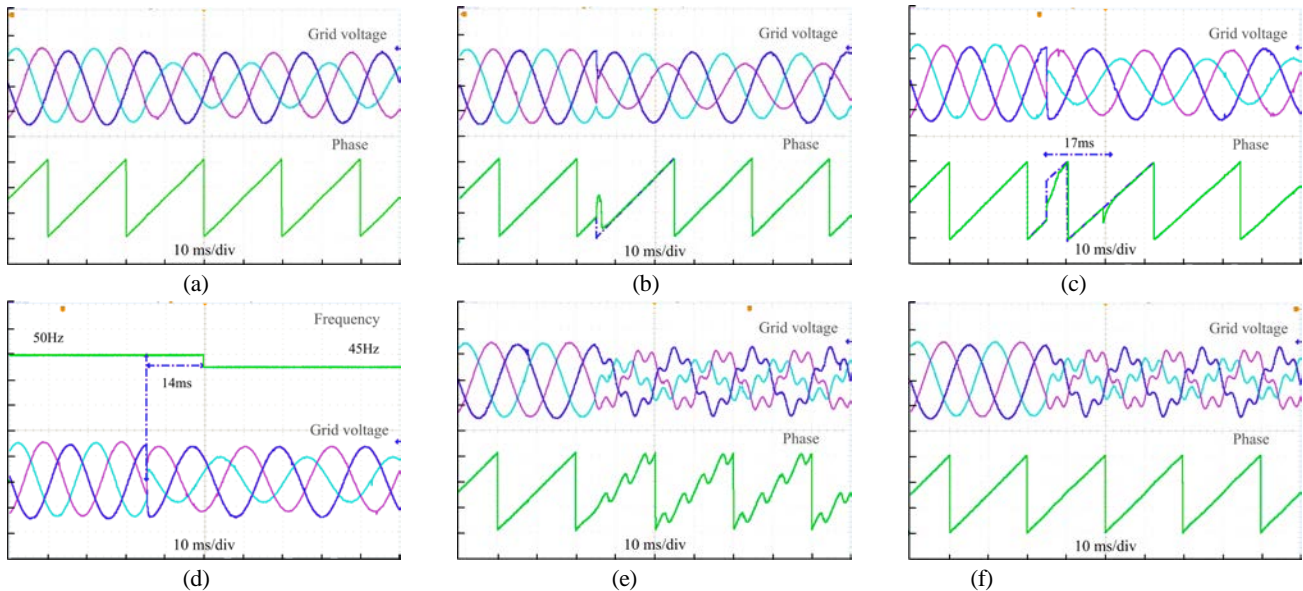 Grid voltage
Phase
10 ms/div
(a)
Grid voltage
Phase
10 ms/div
(b)
Grid voltage
17ms
Phase
10 ms/div
(c)
Frequency
50Hz
45Hz
14ms
Grid voltage
10 ms/div
(d)
Grid voltage
Phase
10 ms/div
(e)
Grid voltage
Phase
10 ms/div
(f)